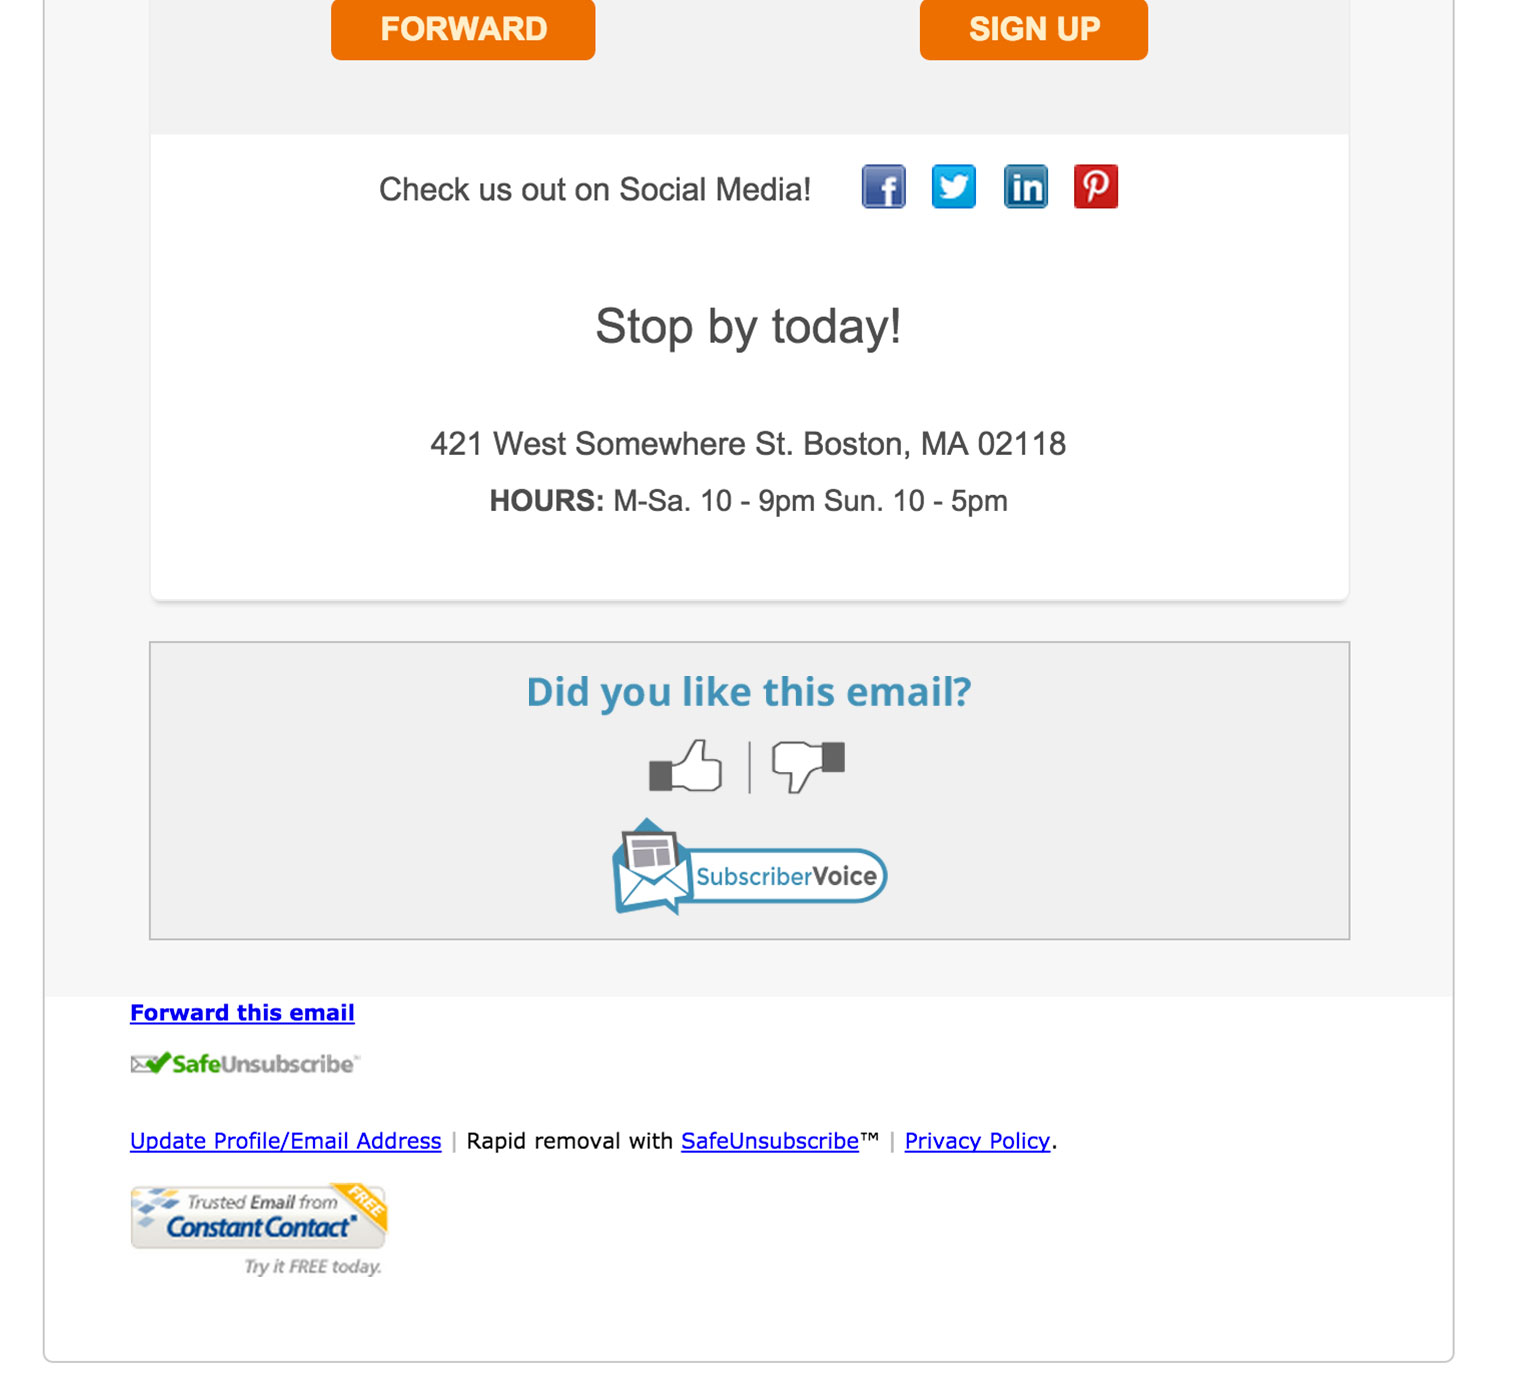 FORWARD SIGN UP
Check us out on Social Media! f in
Stop by today!
421 West Somewhere St. Boston, MA 02118
HOURS: M-Sa. 10 - 9pm Sun. 10 - 5pm
Did you like this email?
SubscriberVoice
Forward this email
SafeUnsubscribe™
Update Profile/Email Address | Rapid removal with SafeUnsubscribe™ | Privacy Policy.
Trusted Email from FREE
Constant Contact®
Try it FREE today.